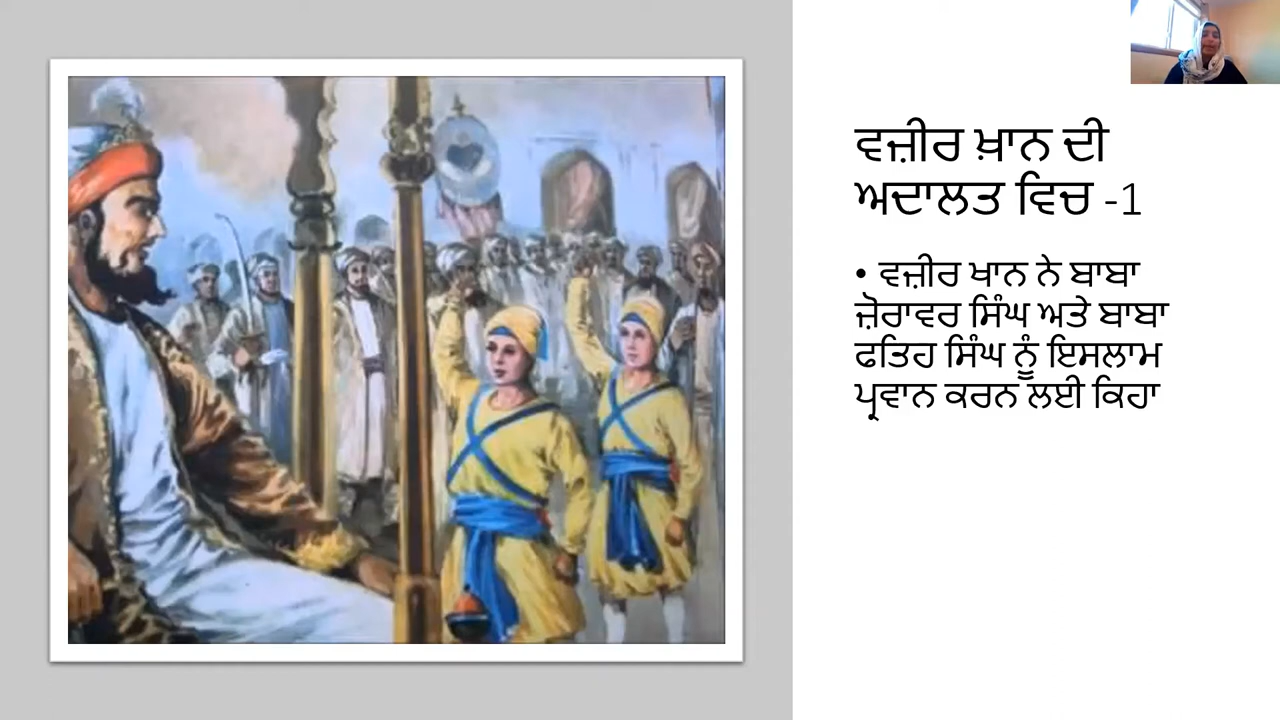 ਵਜ਼ੀਰ ਖ਼ਾਨ ਦੀ
ਅਦਾਲਤ ਵਿਚ -1
• ਵਜ਼ੀਰ ਖਾਨ ਨੇ ਬਾਬਾ
ਜ਼ੋਰਾਵਰ ਸਿੰਘ ਅਤੇ ਬਾਬਾ
ਫਤਿਹ ਸਿੰਘ ਨੂੰ ਇਸਲਾਮ
ਪ੍ਰਵਾਨ ਕਰਨ ਲਈ ਕਿਹਾ